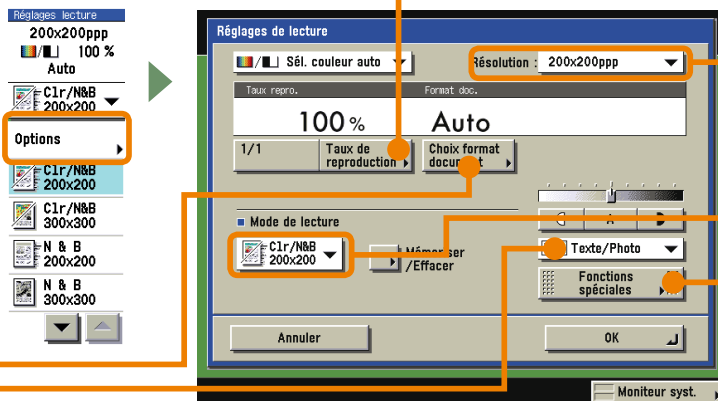 Réglages lecture
200x200ppp
100 %
Auto
Clr/N&B
200x200
Options
Clr/N&B
200x200
Clr/N&B
300x300
N & B
200x200
N & B
300x300
Réglages de lecture
Sél. couleur auto
Résolution : 200x200ppp
Taux repro.
Format doc.
100 %
Auto
1/1
Taux de
reproduction
Choix format
document
Mode de lecture
A
Clr/N&B
200x200
Mémoriser
/Effacer
Texte/Photo
Fonctions
spéciales
Annuler
OK
Moniteur syst.